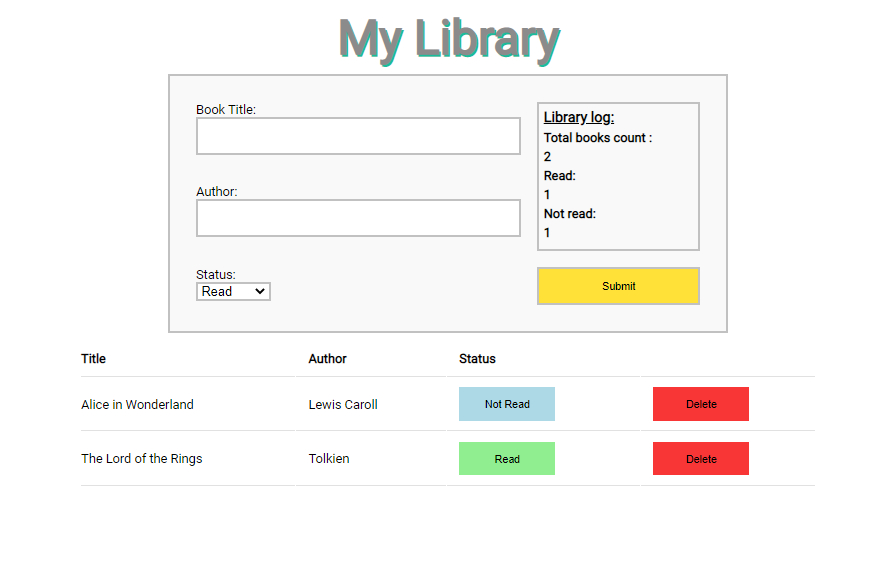 My Library
Book Title:
Author:
Status:
Read
Library log:
Total books count :
2
Read:
1
Not read:
1
Submit
Title Author Status
Alice in Wonderland Lewis Caroll Not Read Delete
The Lord of the Rings Tolkien Read Delete